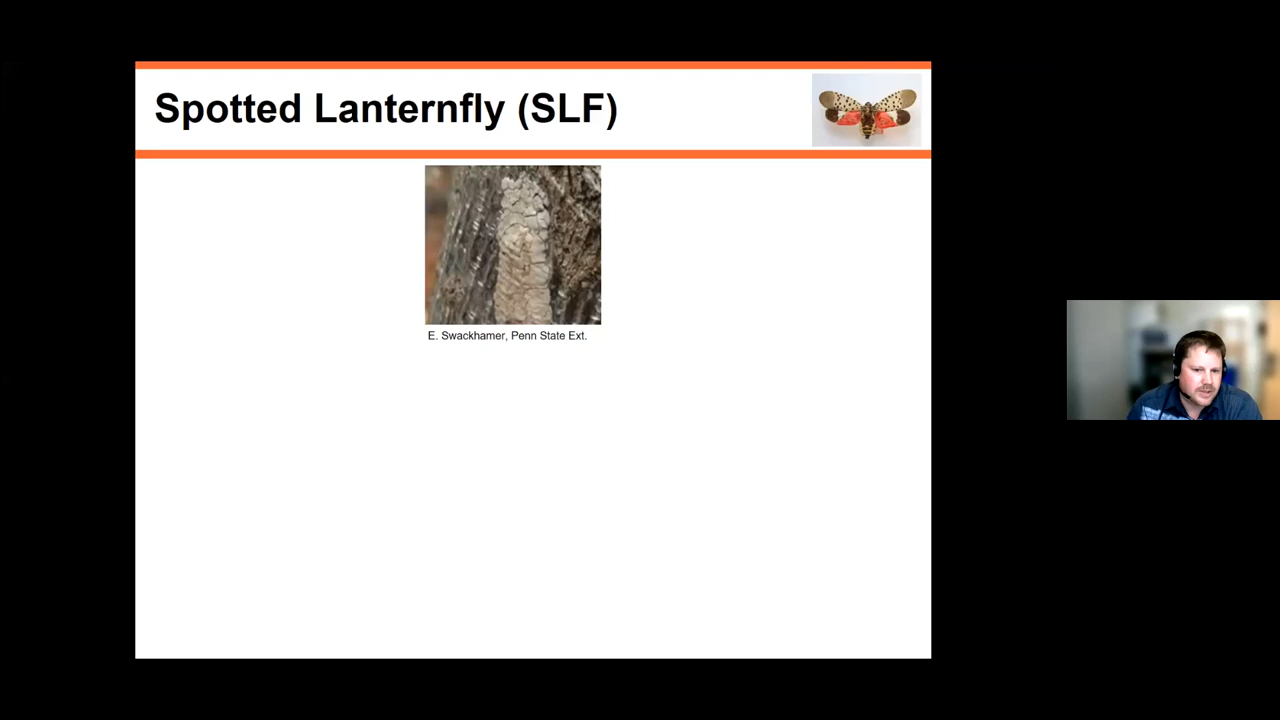 Spotted Lanternfly (SLF)
E. Swackhamer, Penn State Ext.